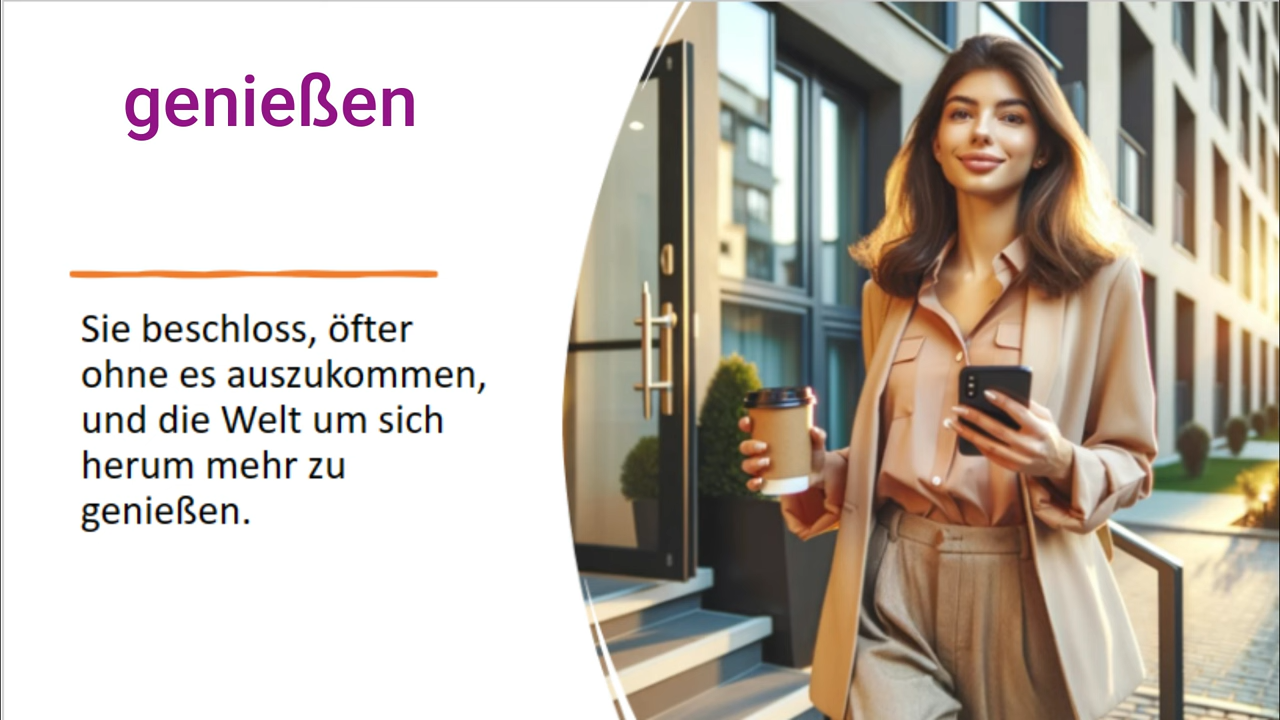 genießen
Sie beschloss, öfter
ohne es auszukommen,
und die Welt um sich
herum mehr zu
genießen.